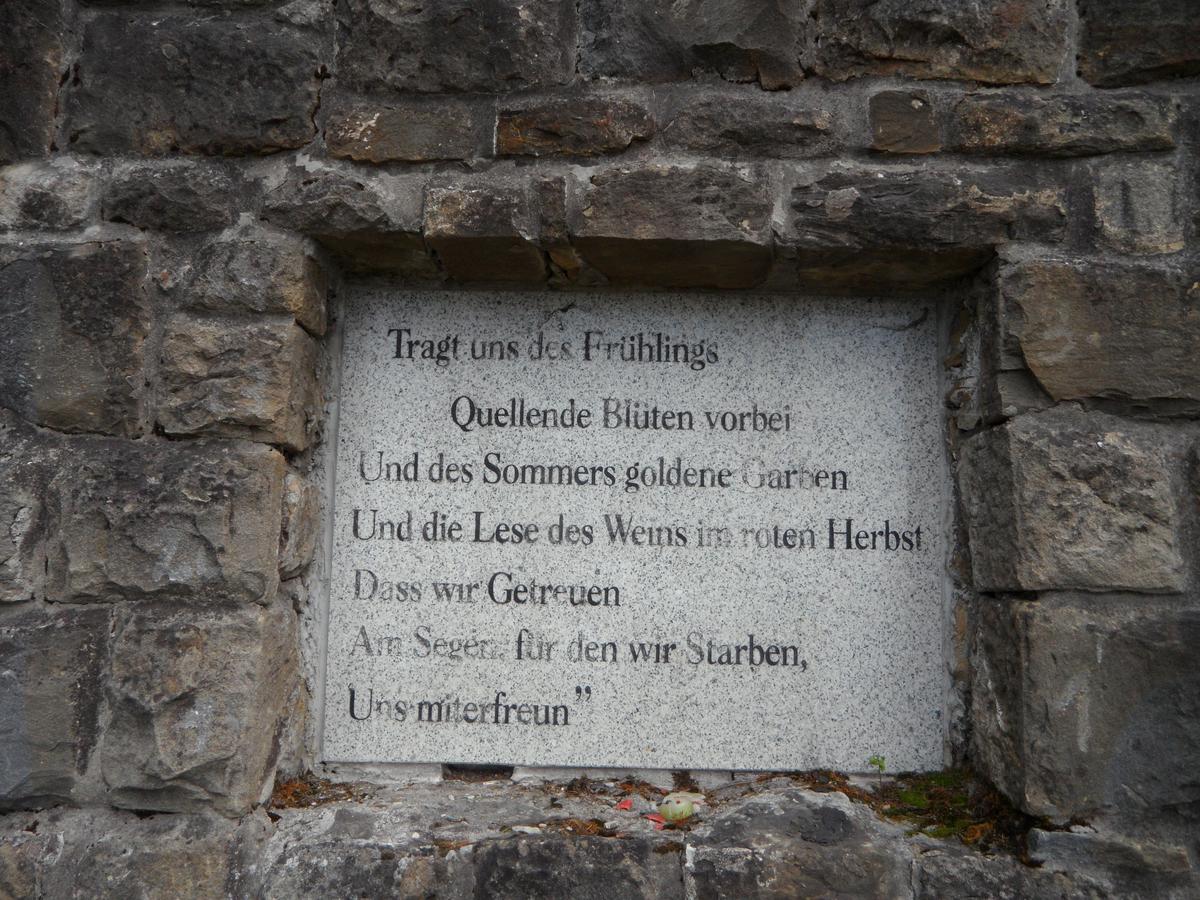 Tragt uns des Frühlings
Quellende Blüten vorbei
Und des Sommers goldene Garben
Und die Lese des Weins im roten Herbst
Dass wir Getreuen
Am Segen, für den wir Starben,
Uns miterfreun”